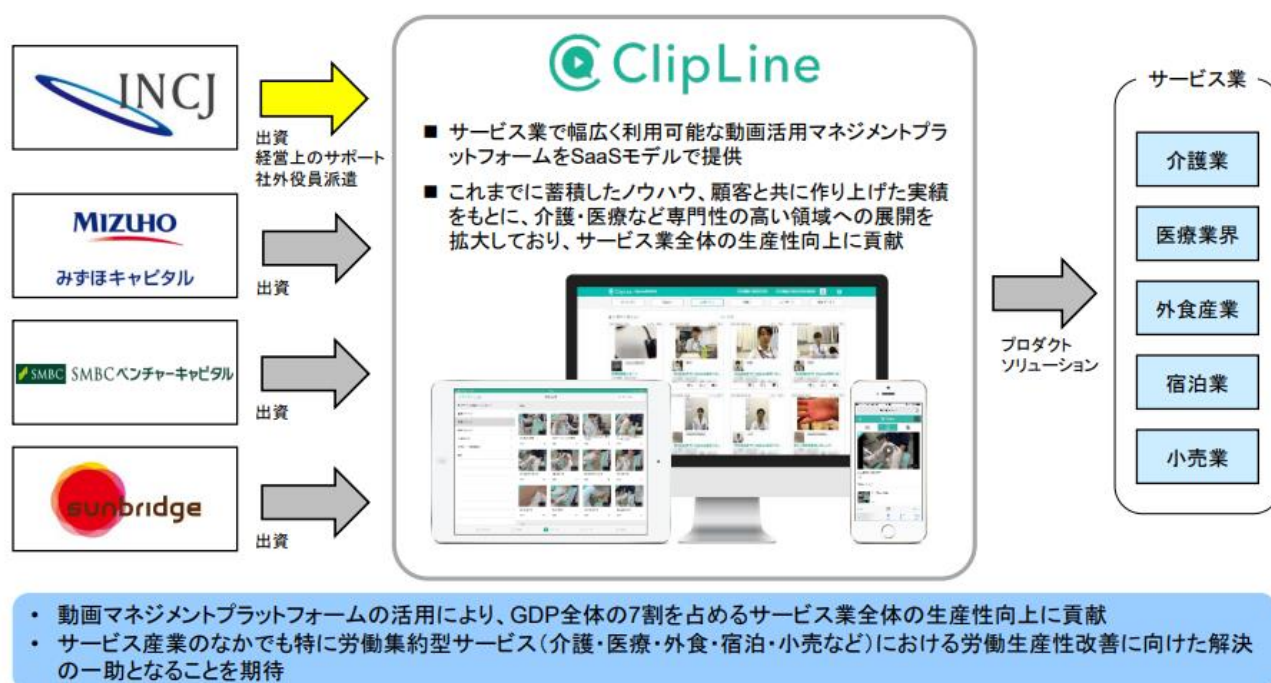 INCJ
出資
経営上のサポート
社外役員派遣
MIZUHO
みずほキャピタル
出資
SMBC SMBCベンチャーキャピタル
出資
sunbridge
出資
ClipLine
■ サービス業で幅広く利用可能な動画活用マネジメントプラ
ットフォームをSaaSモデルで提供
■ これまでに蓄積したノウハウ、顧客と共に作り上げた実績
をもとに、介護・医療など専門性の高い領域への展開を
拡大しており、サービス業全体の生産性向上に貢献
プロダクト
ソリューション
サービス業
介護業
医療業界
外食産業
宿泊業
小売業
• 動画マネジメントプラットフォームの活用により、GDP全体の7割を占めるサービス業全体の生産性向上に貢献
• サービス産業のなかでも特に労働集約型サービス（介護・医療・外食・宿泊・小売など）における労働生産性改善に向けた解決
の一助となることを期待